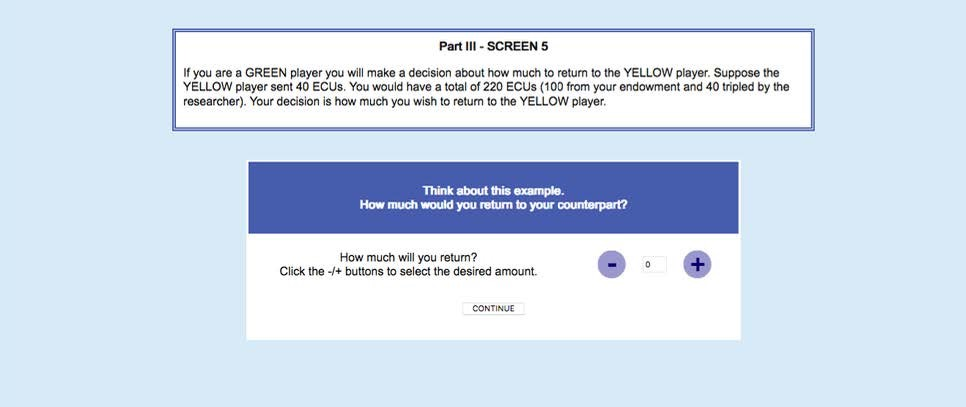 Part III - SCREEN 5
If you are a GREEN player you will make a decision about how much to return to the YELLOW player. Suppose the
YELLOW player sent 40 ECUs. You would have a total of 220 ECUs (100 from your endowment and 40 tripled by the
researcher). Your decision is how much you wish to return to the YELLOW player.
Think about this example.
How much would you return to your counterpart?
How much will you return?
Click the -/+ buttons to select the desired amount.
- 0 +
CONTINUE